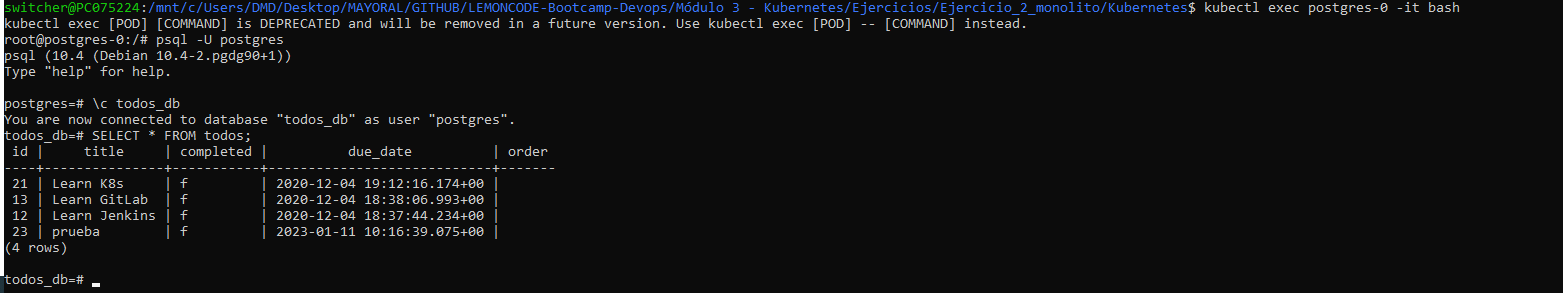 switcher@PC075224:/mnt/c/Users/DMD/Desktop/MAYORAL/GITHUB/LEMONCODE-Bootcamp-Devops/Módulo 3 - Kubernetes/Ejercicios/Ejercicio_2_monolito/Kubernetes$ kubectl exec postgres-0 -it bash
kubectl exec [POD] [COMMAND] is DEPRECATED and will be removed in a future version. Use kubectl exec [POD] -- [COMMAND] instead.
root@postgres-0:/# psql -U postgres
psql (10.4 (Debian 10.4-2.pgdg90+1))
Type "help" for help.

postgres=# \c todos_db
You are now connected to database "todos_db" as user "postgres".
todos_db=# SELECT * FROM todos;
 id |     title     | completed |          due_date          | order
----+---------------+-----------+----------------------------+-------
 21 | Learn K8s     | f         | 2020-12-04 19:12:16.174+00 |
 13 | Learn GitLab  | f         | 2020-12-04 18:38:06.993+00 |
 12 | Learn Jenkins | f         | 2020-12-04 18:37:44.234+00 |
 23 | prueba        | f         | 2023-01-11 10:16:39.075+00 |
(4 rows)

todos_db=#